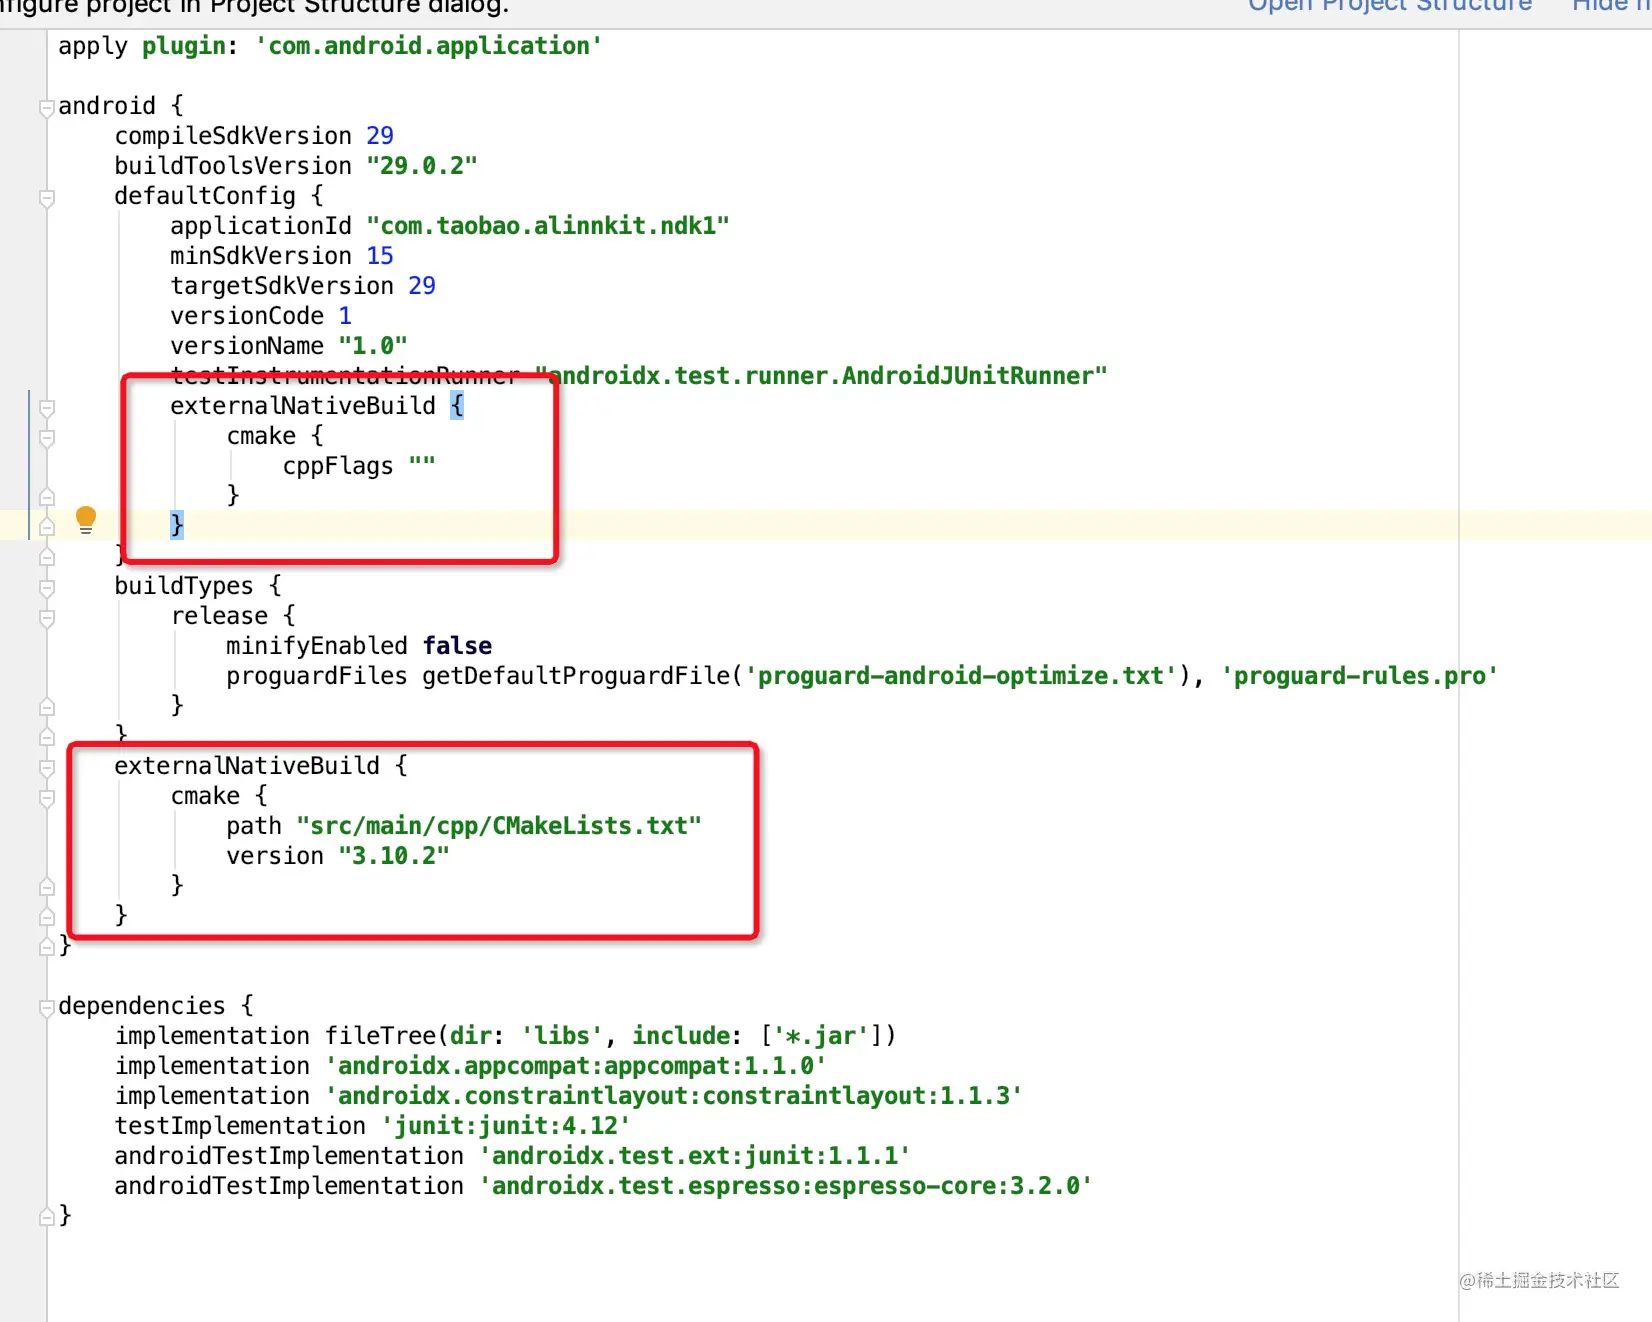 nfigure project in Project Structure dialog. Open Project Structure Hide n
apply plugin: 'com.android.application'
android {
    compileSdkVersion 29
    buildToolsVersion "29.0.2"
    defaultConfig {
        applicationId "com.taobao.alinnkit.ndk1"
        minSdkVersion 15
        targetSdkVersion 29
        versionCode 1
        versionName "1.0"
        testInstrumentationRunner "androidx.test.runner.AndroidJUnitRunner"
        externalNativeBuild {
            cmake {
                cppFlags ""
            }
        }
    }
    buildTypes {
        release {
            minifyEnabled false
            proguardFiles getDefaultProguardFile('proguard-android-optimize.txt'), 'proguard-rules.pro'
        }
    }
    externalNativeBuild {
        cmake {
            path "src/main/cpp/CMakeLists.txt"
            version "3.10.2"
        }
    }
}
dependencies {
    implementation fileTree(dir: 'libs', include: ['*.jar'])
    implementation 'androidx.appcompat:appcompat:1.1.0'
    implementation 'androidx.constraintlayout:constraintlayout:1.1.3'
    testImplementation 'junit:junit:4.12'
    androidTestImplementation 'androidx.test.ext:junit:1.1.1'
    androidTestImplementation 'androidx.test.espresso:espresso-core:3.2.0'
}
@稀土掘金技术社区